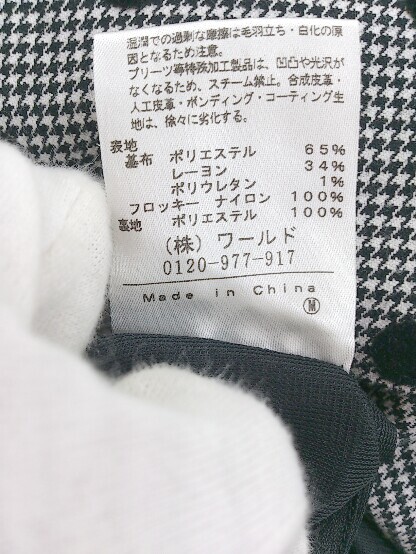 湿潤での過剰な摩擦は毛羽立ち・白化の原
因となるため注意。
プリーツ等特殊加工製品は、凹凸や光沢が
なくなるため、スチーム禁止。合成皮革・
人工皮革・ボンディング・コーティング生
地は、徐々に劣化する。
表地
基布 ポリエステル 65%
レーヨン 34%
ポリウレタン 1%
フロッキー ナイロン 100%
裏地 ポリエステル 100%
(株) ワールド
0120-977-917
Made in China
M